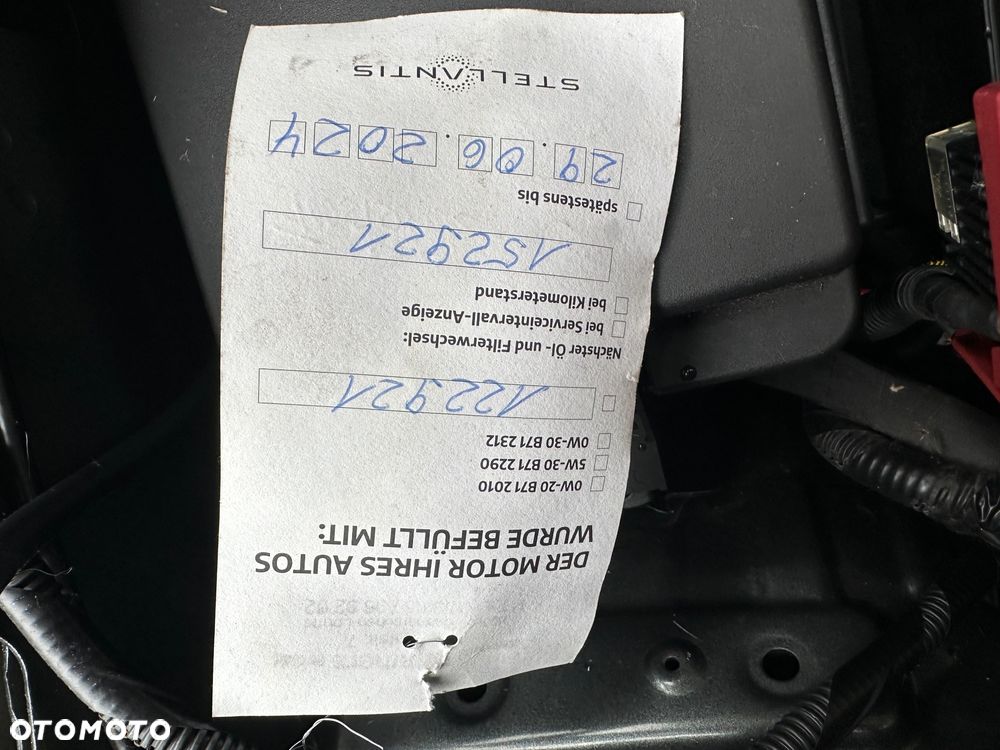 DER MOTOR IHRES AUTOS
WURDE BEFÜLLT MIT:
0W-20 B71 2010
5W-30 B71 2290
0W-30 B71 2312
122921
Nächster Öl- und Filterwechsel:
bei Serviceintervall-Anzeige
bei Kilometerstand
152921
spätestens bis
29.06.2024
STELLANTIS
OTOMOTO